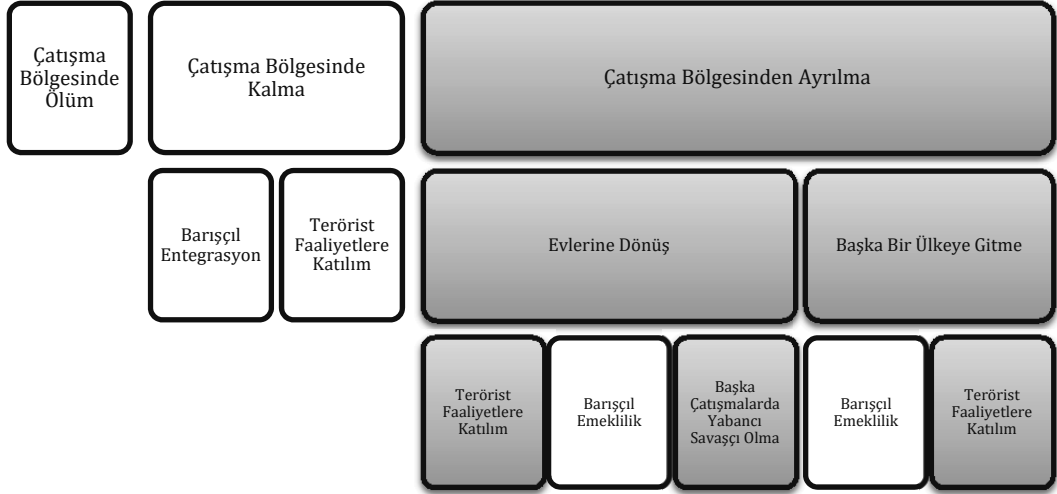 Çatışma
Bölgesinde
Ölüm
Çatışma Bölgesinde
Kalma
Çatışma Bölgesinden Ayrılma
Barışçıl
Entegrasyon
Terörist
Faaliyetlere
Katılım
Evlerine Dönüş
Başka Bir Ülkeye Gitme
Terörist
Faaliyetlere
Katılım
Barışçıl
Emeklilik
Başka
Çatışmalarda
Yabancı
Savaşçı Olma
Barışçıl
Emeklilik
Terörist
Faaliyetlere
Katılım